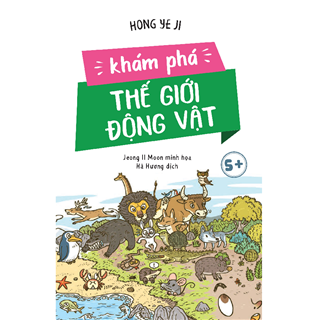 HONG YE JI
khám phá
THẾ GIỚI
ĐỘNG VẬT
Jeong Il Moon minh họa
Hà Hương dịch
5+